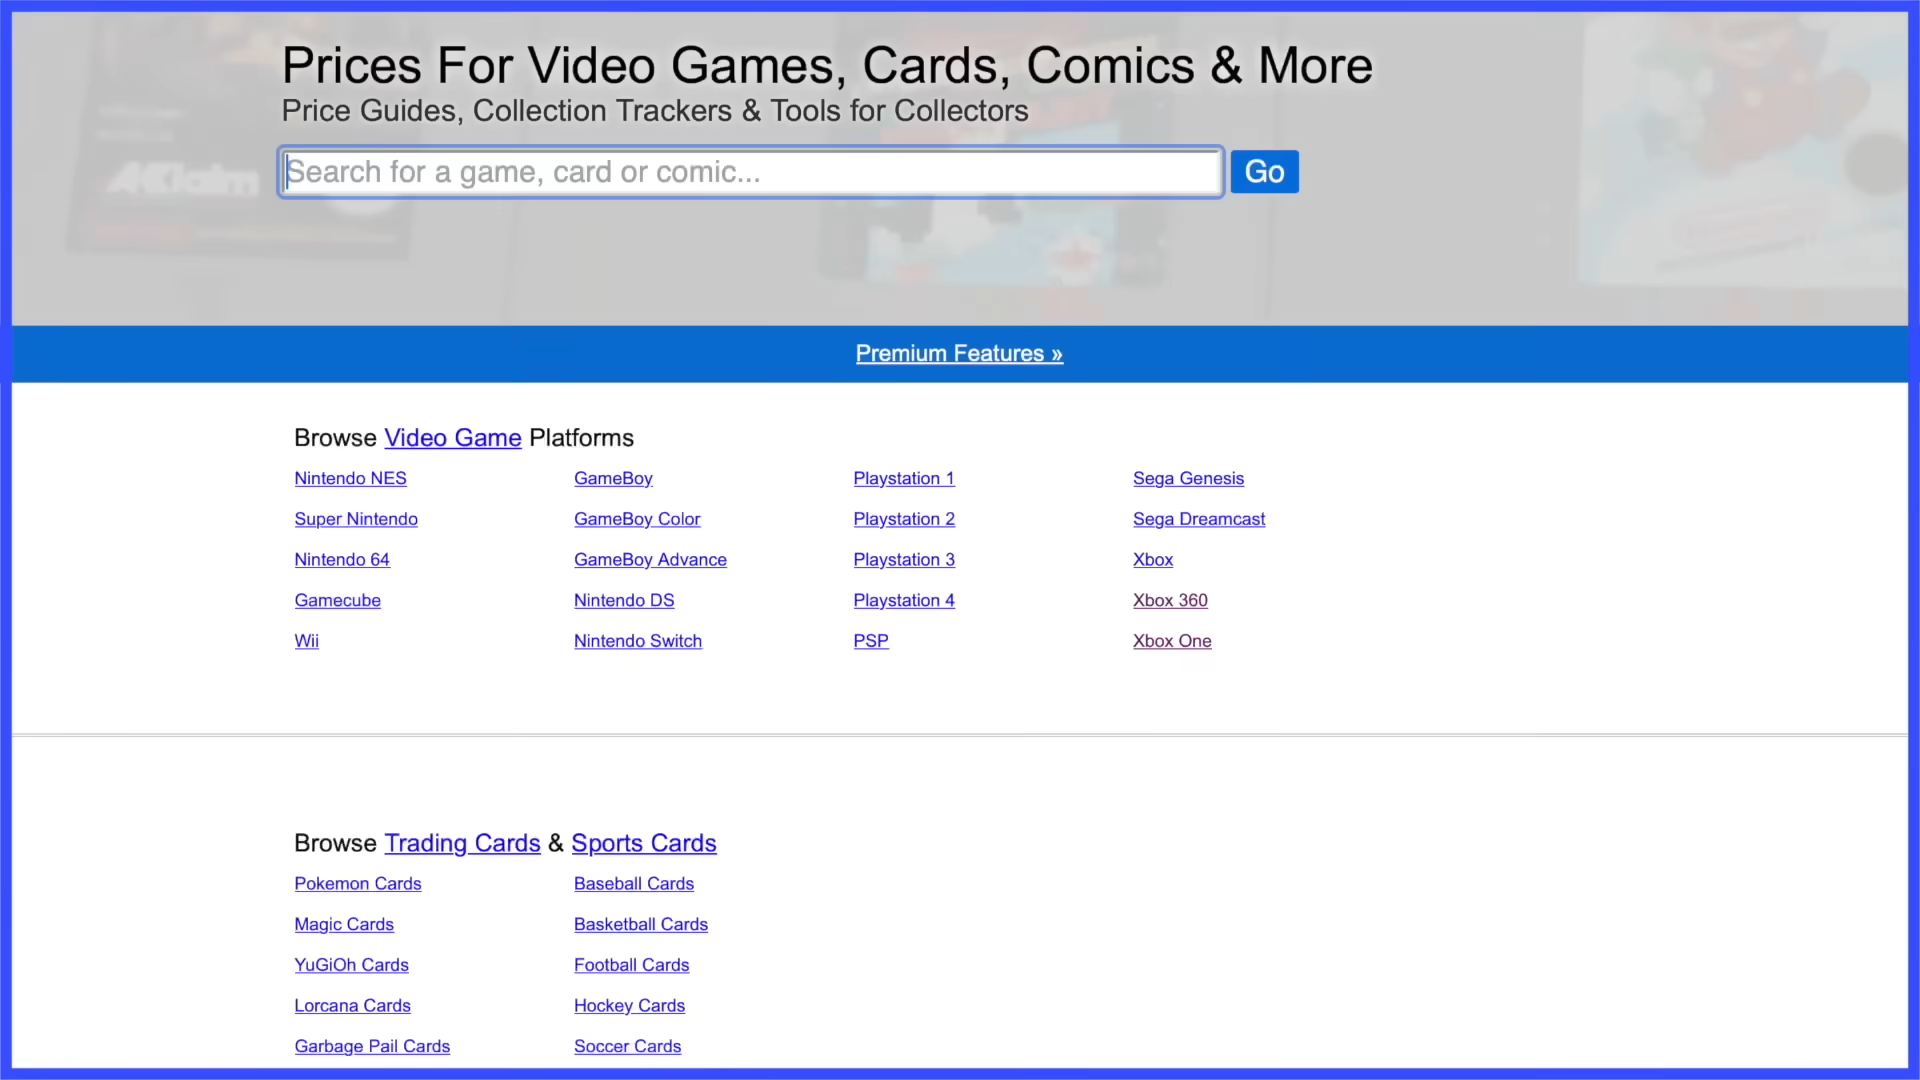 Prices For Video Games, Cards, Comics & More
Price Guides, Collection Trackers & Tools for Collectors
Search for a game, card or comic...
Go
AKlaim
Premium Features »
Browse Video Game Platforms
Nintendo NES
GameBoy
Playstation 1
Sega Genesis
Super Nintendo
GameBoy Color
Playstation 2
Sega Dreamcast
Nintendo 64
GameBoy Advance
Playstation 3
Xbox
Gamecube
Nintendo DS
Playstation 4
Xbox 360
Wii
Nintendo Switch
PSP
Xbox One
Browse Trading Cards & Sports Cards
Pokemon Cards
Baseball Cards
Magic Cards
Basketball Cards
YuGiOh Cards
Football Cards
Lorcana Cards
Hockey Cards
Garbage Pail Cards
Soccer Cards